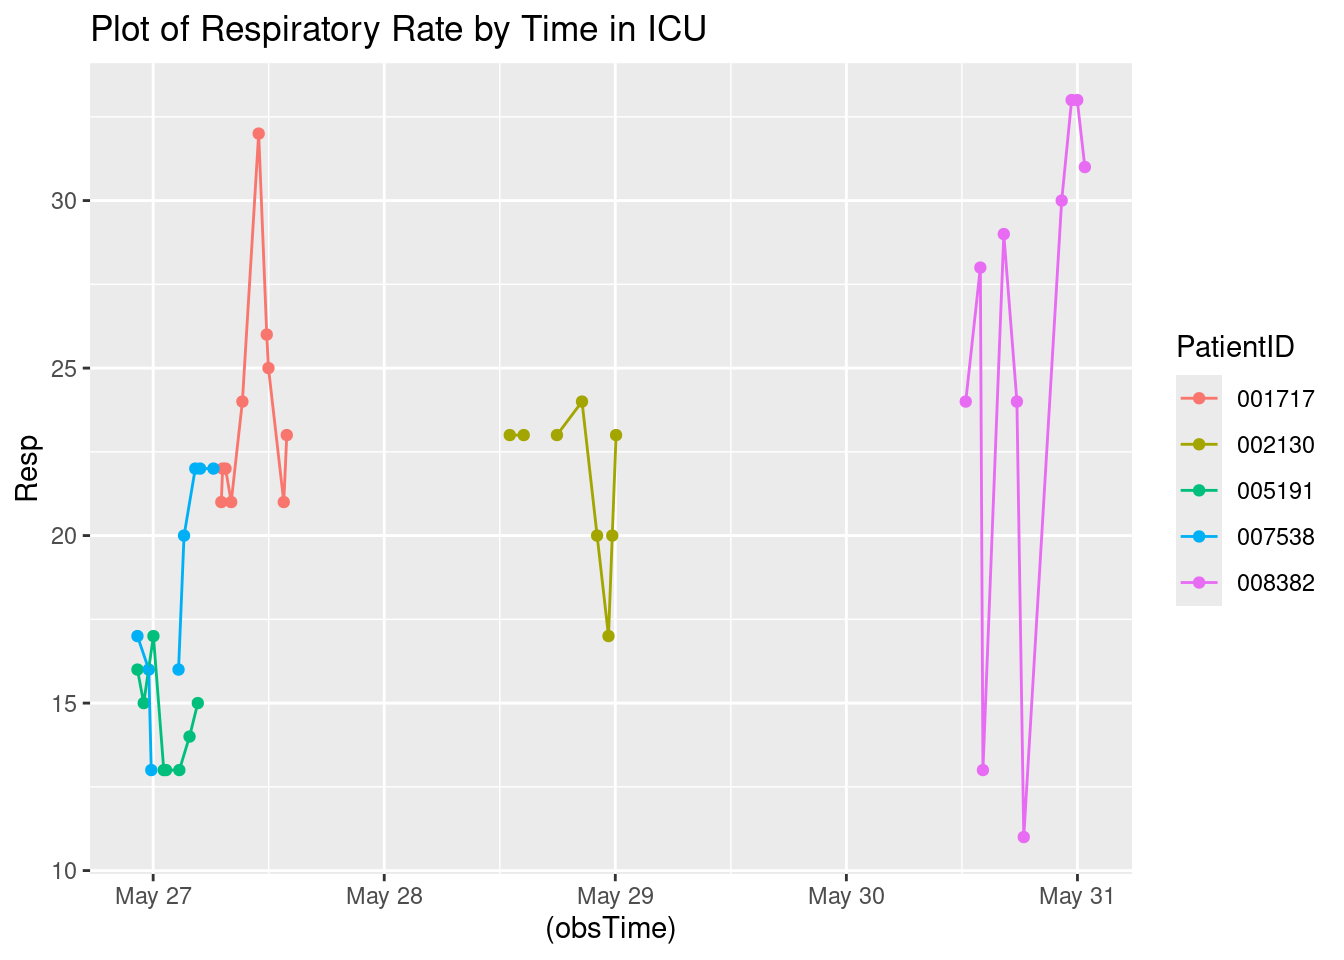 Plot of Respiratory Rate by Time in ICU
30
25
20
15
10
Resp
May 27
May 28
May 29
May 30
May 31
(obsTime)
PatientID
001717
002130
005191
007538
008382